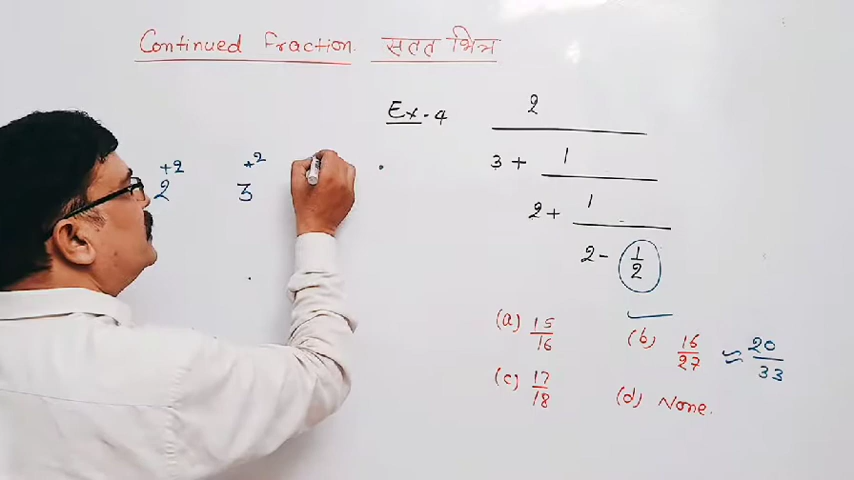 Continued Fraction. सतत भिन्न
Ex-4
2
3 + 1
2 + 1
2 - 1/2
+2 +2
2 3
(a) 15/16 (b) 16/27 ≈ 20/33
(c) 17/18 (d) None.